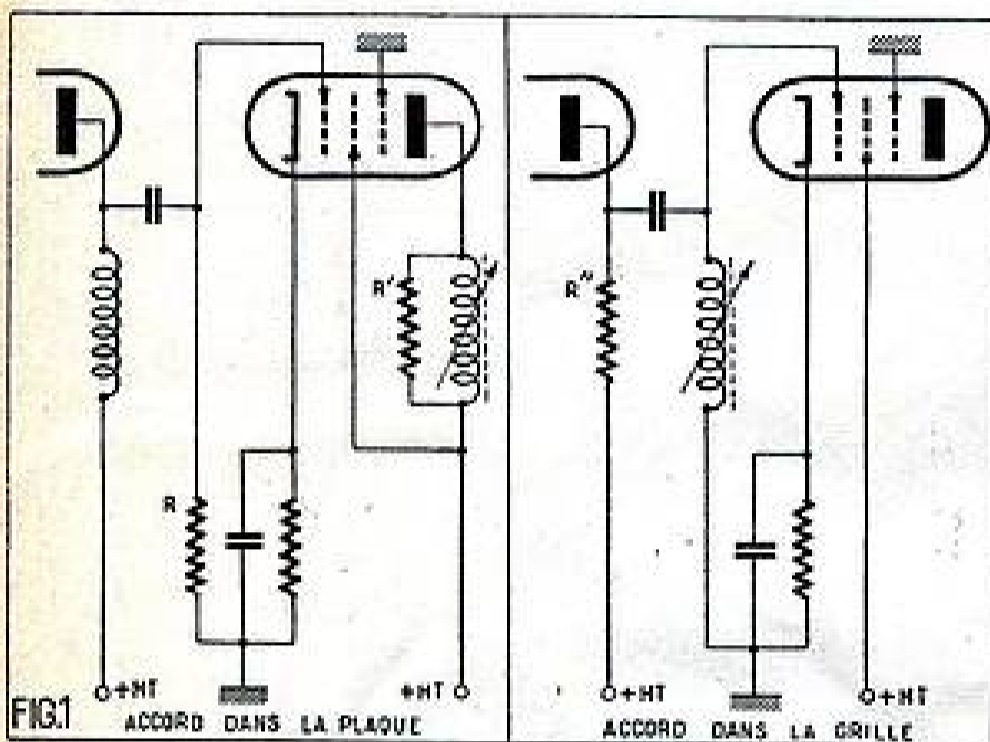 R'
R
+HT
+HT
FIG.1
ACCORD DANS LA PLAQUE
R"
+HT
+HT
ACCORD DANS LA GRILLE